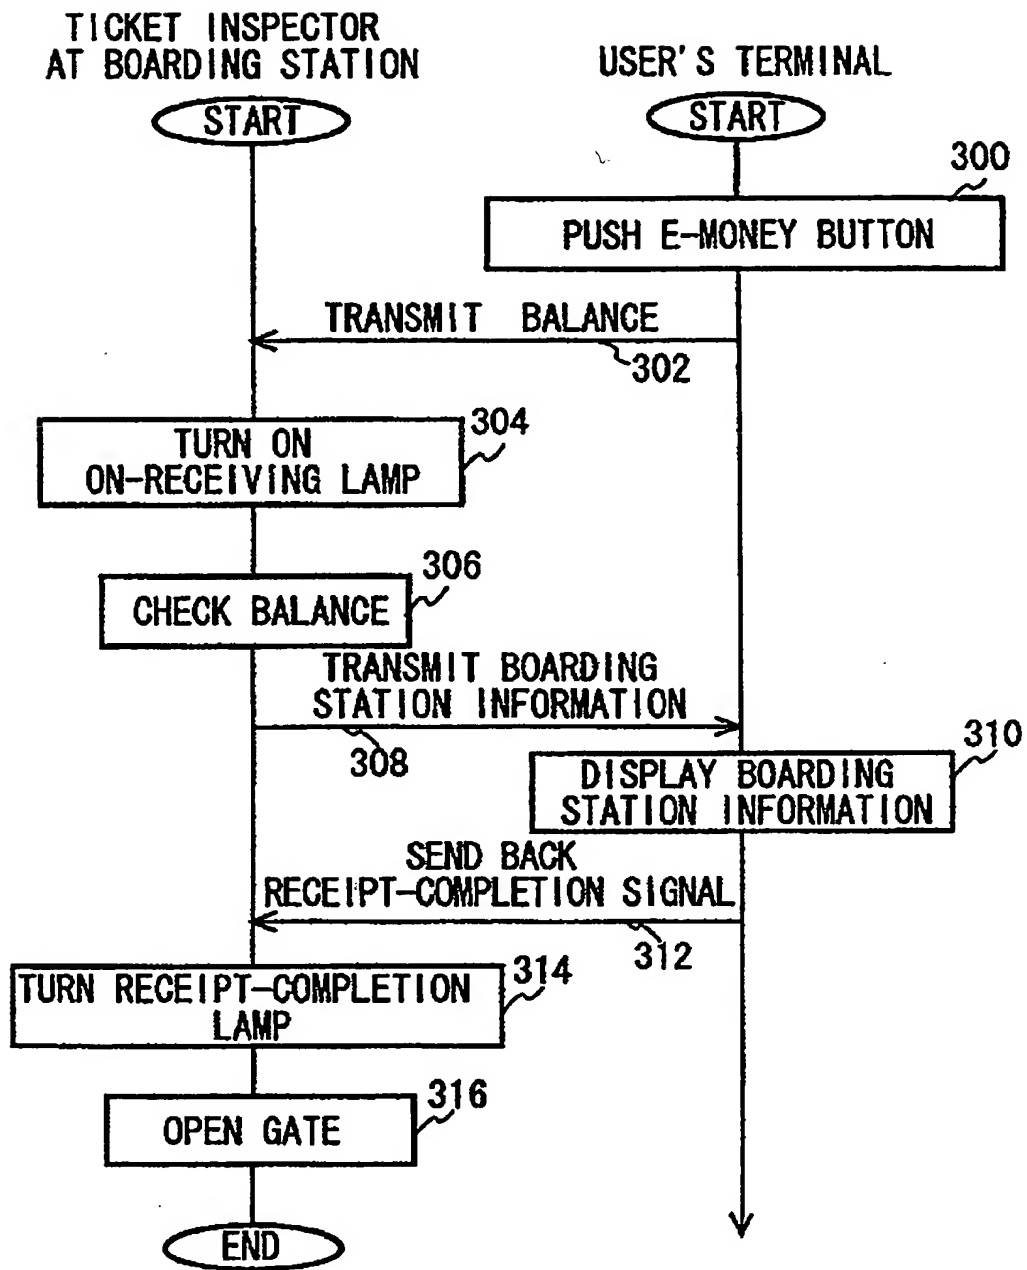 TICKET INSPECTOR
AT BOARDING STATION
USER'S TERMINAL
START
START
300
PUSH E-MONEY BUTTON
TRANSMIT BALANCE
302
304
TURN ON
ON-RECEIVING LAMP
306
CHECK BALANCE
TRANSMIT BOARDING
STATION INFORMATION
308
310
DISPLAY BOARDING
STATION INFORMATION
SEND BACK
RECEIPT-COMPLETION SIGNAL
312
314
TURN RECEIPT-COMPLETION
LAMP
316
OPEN GATE
END